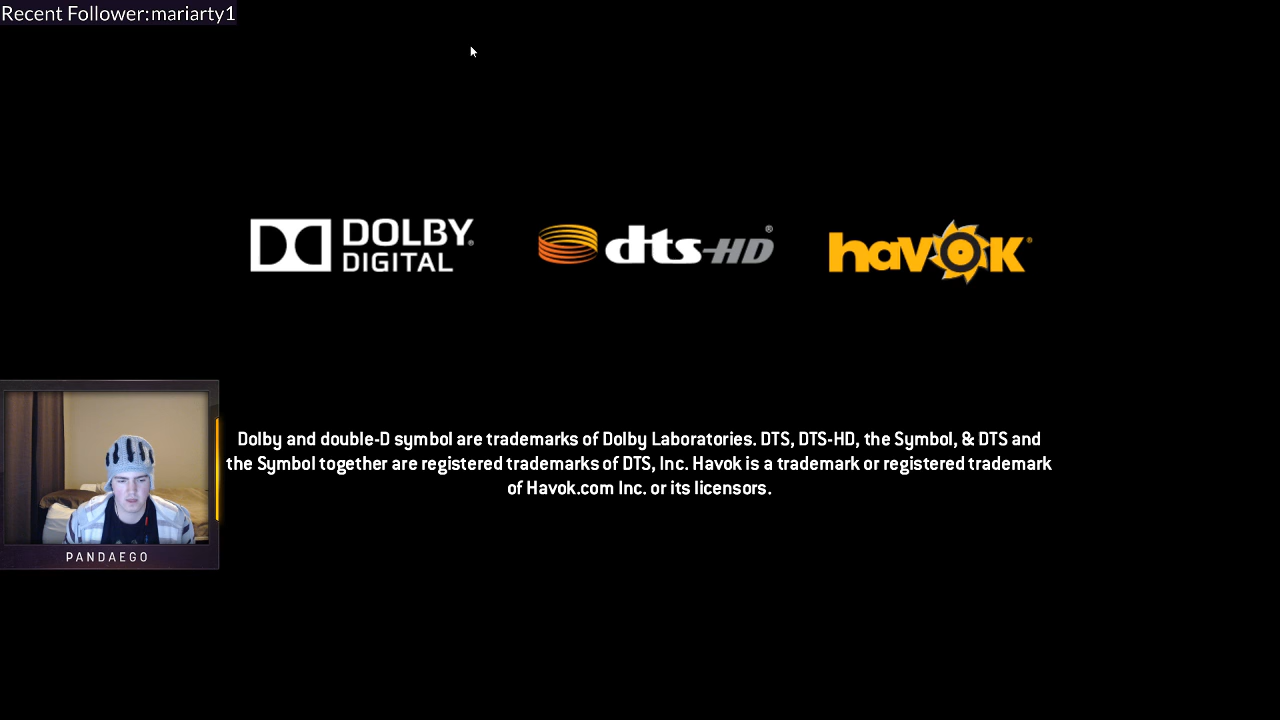 Recent Follower:mariarty1
DOLBY
DIGITAL
dts-HD®
havok®
Dolby and double-D symbol are trademarks of Dolby Laboratories. DTS, DTS-HD, the Symbol, & DTS and
the Symbol together are registered trademarks of DTS, Inc. Havok is a trademark or registered trademark
of Havok.com Inc. or its licensors.
PANDAEGO